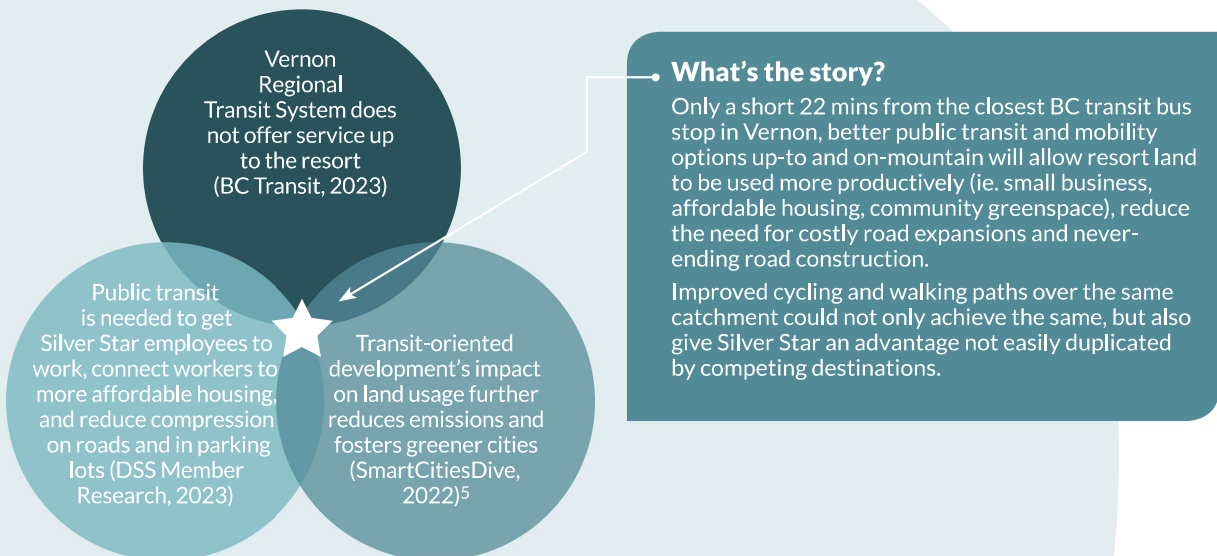 Vernon
Regional
Transit System does
not offer service up
to the resort
(BC Transit, 2023)
Public transit
is needed to get
Silver Star employees to
work, connect workers to
more affordable housing,
and reduce compression
on roads and in parking
lots (DSS Member
Research, 2023)
Transit-oriented
development's impact
on land usage further
reduces emissions and
fosters greener cities
(SmartCitiesDive,
2022)5
What's the story?
Only a short 22 mins from the closest BC transit bus
stop in Vernon, better public transit and mobility
options up-to and on-mountain will allow resort land
to be used more productively (ie. small business,
affordable housing, community greenspace), reduce
the need for costly road expansions and never-
ending road construction.
Improved cycling and walking paths over the same
catchment could not only achieve the same, but also
give Silver Star an advantage not easily duplicated
by competing destinations.